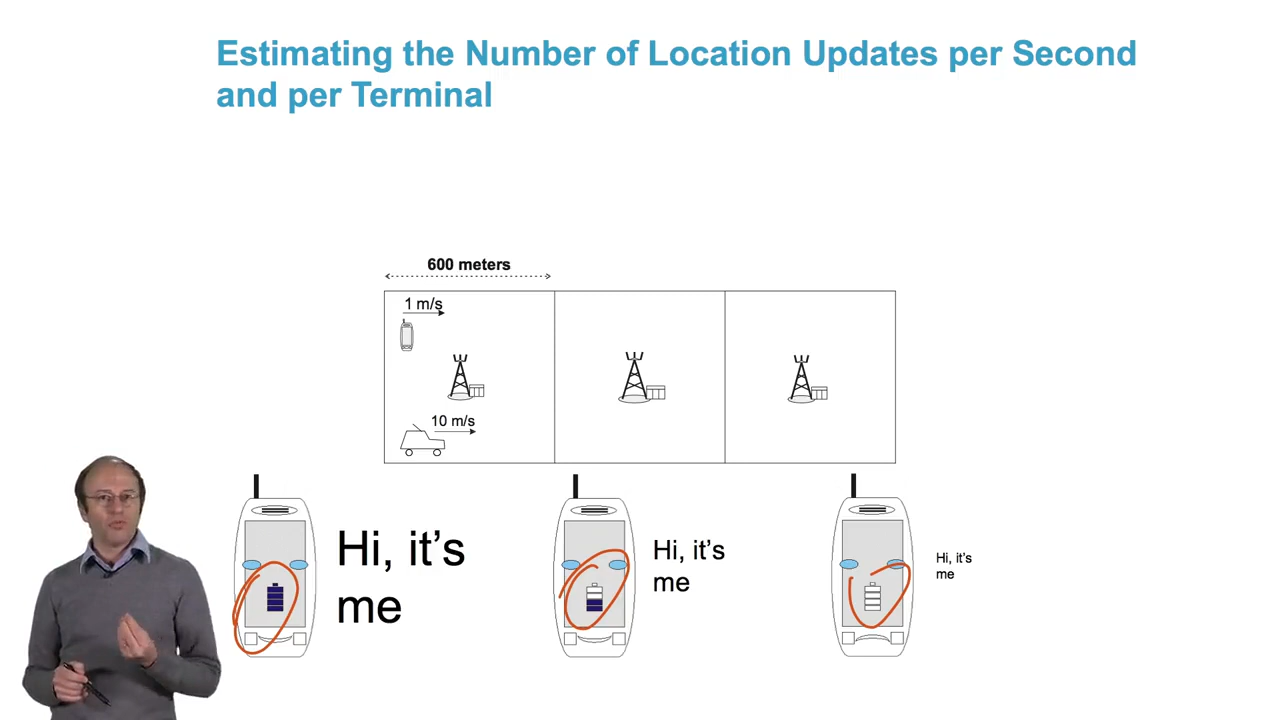 Estimating the Number of Location Updates per Second
and per Terminal
600 meters
1 m/s
10 m/s
Hi, it's
me
Hi, it's
me
Hi, it's
me